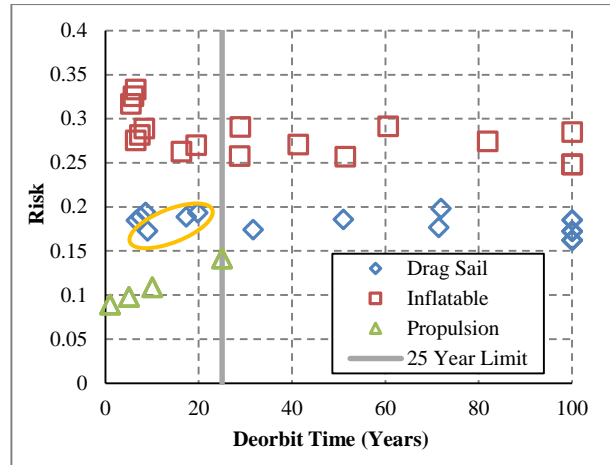 0.4
0.35
0.3
0.25
0.2
0.15
0.1
0.05
0
Risk
Drag Sail
Inflatable
Propulsion
25 Year Limit
0 20 40 60 80 100
Deorbit Time (Years)